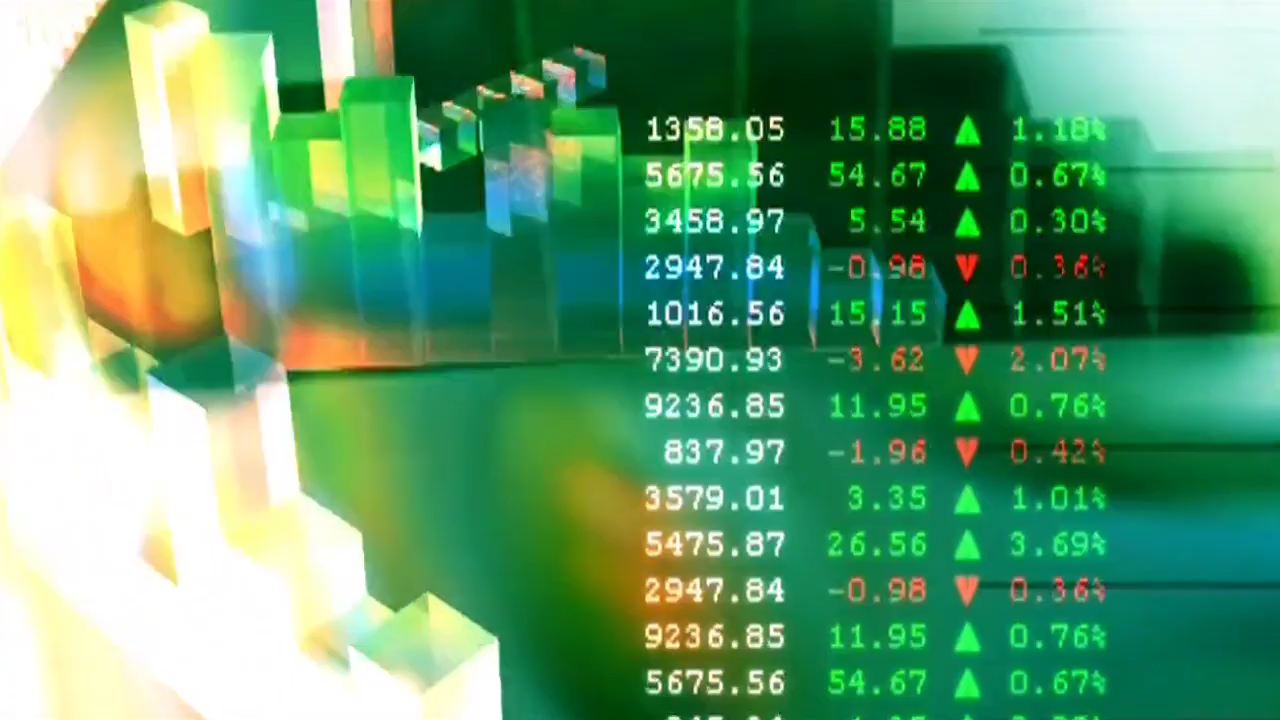 1358.05 15.88 ▲ 1.18%
5675.56 54.67 ▲ 0.67%
3458.97 5.54 ▲ 0.30%
2947.84 -0.98 ▼ 0.36%
1016.56 15.15 ▲ 1.51%
7390.93 -3.62 ▼ 2.07%
9236.85 11.95 ▲ 0.76%
837.97 -1.96 ▼ 0.42%
3579.01 3.35 ▲ 1.01%
5475.87 26.56 ▲ 3.69%
2947.84 -0.98 ▼ 0.36%
9236.85 11.95 ▲ 0.76%
5675.56 54.67 ▲ 0.67%